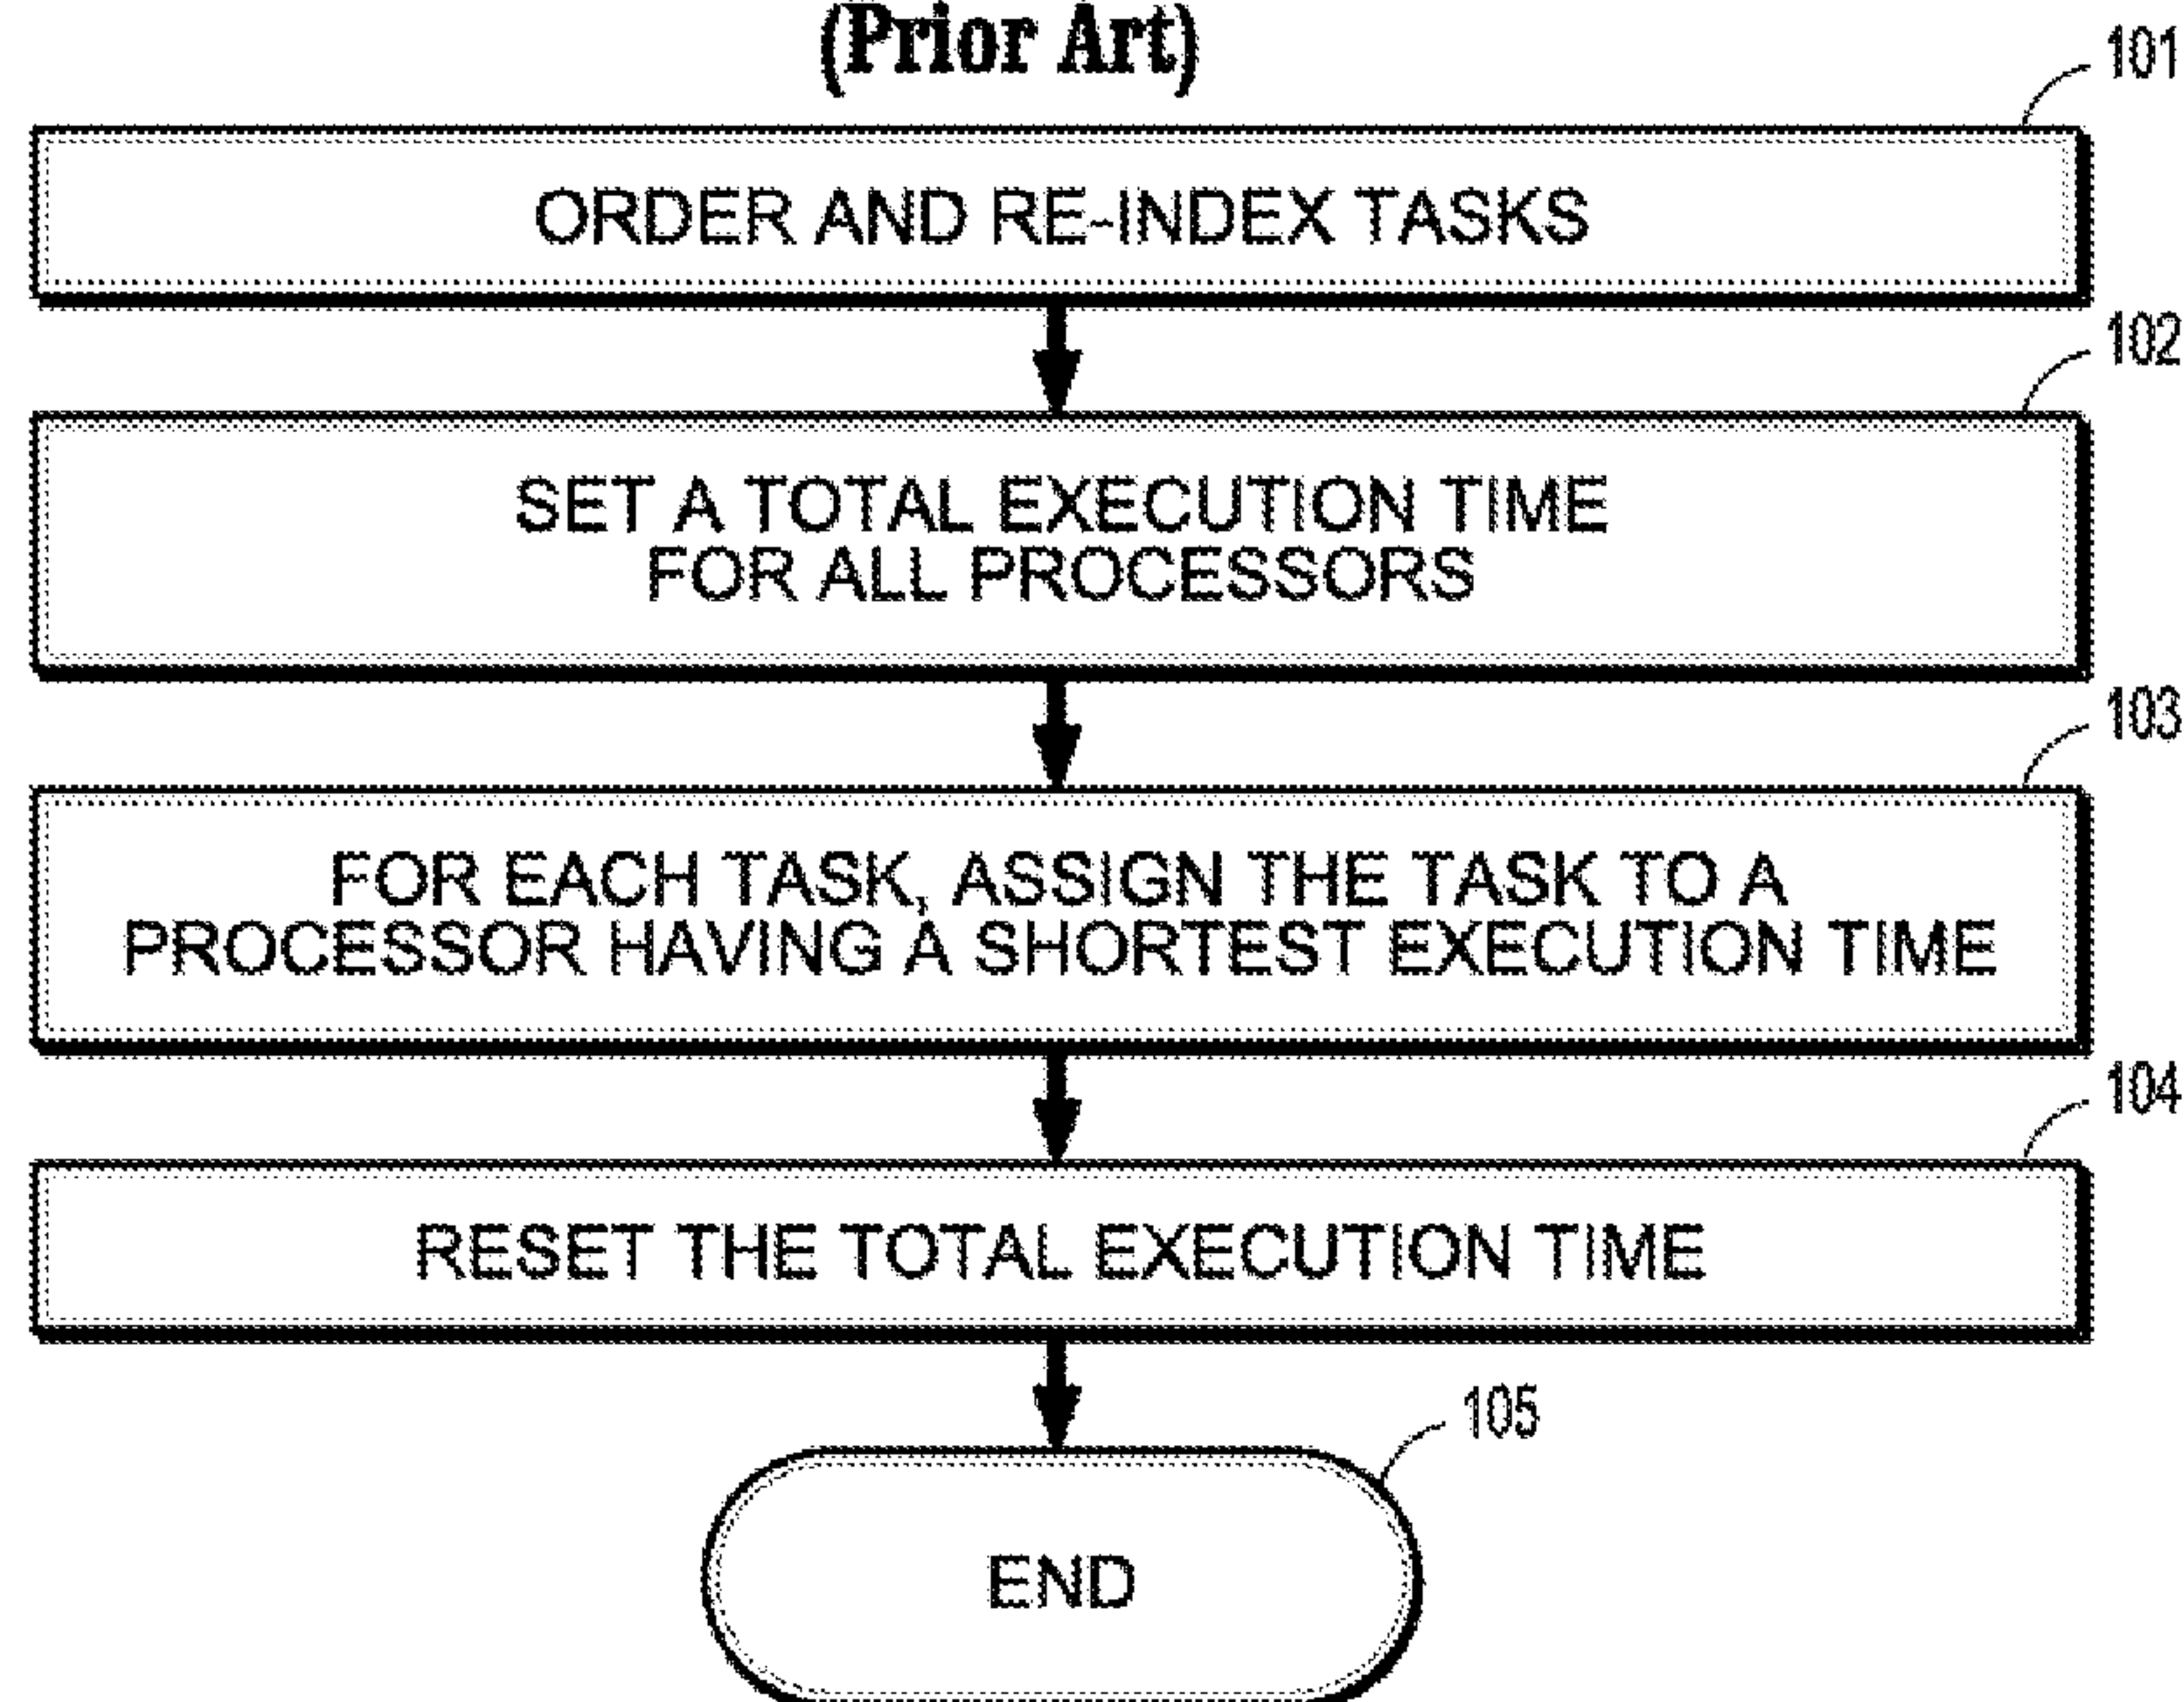 (Prior Art)
101
ORDER AND RE-INDEX TASKS
102
SET A TOTAL EXECUTION TIME
FOR ALL PROCESSORS
103
FOR EACH TASK, ASSIGN THE TASK TO A
PROCESSOR HAVING A SHORTEST EXECUTION TIME
104
RESET THE TOTAL EXECUTION TIME
105
END